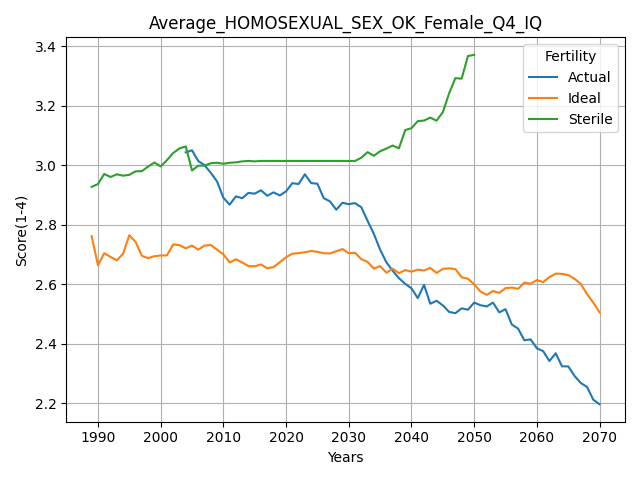 Average_HOMOSEXUAL_SEX_OK_Female_Q4_IQ
Fertility
Actual
Ideal
Sterile
Score(1-4)
3.4
3.2
3.0
2.8
2.6
2.4
2.2
1990 2000 2010 2020 2030 2040 2050 2060 2070
Years